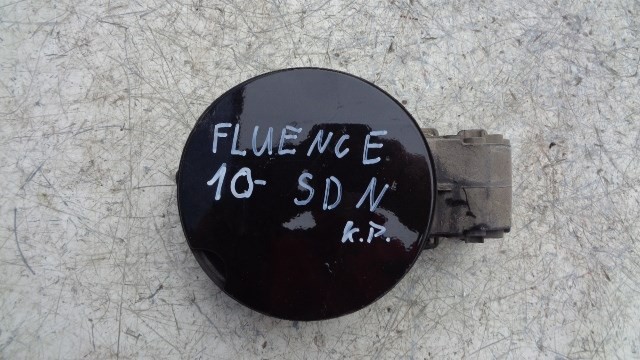 FLUENCE
10- SDN
K.P.